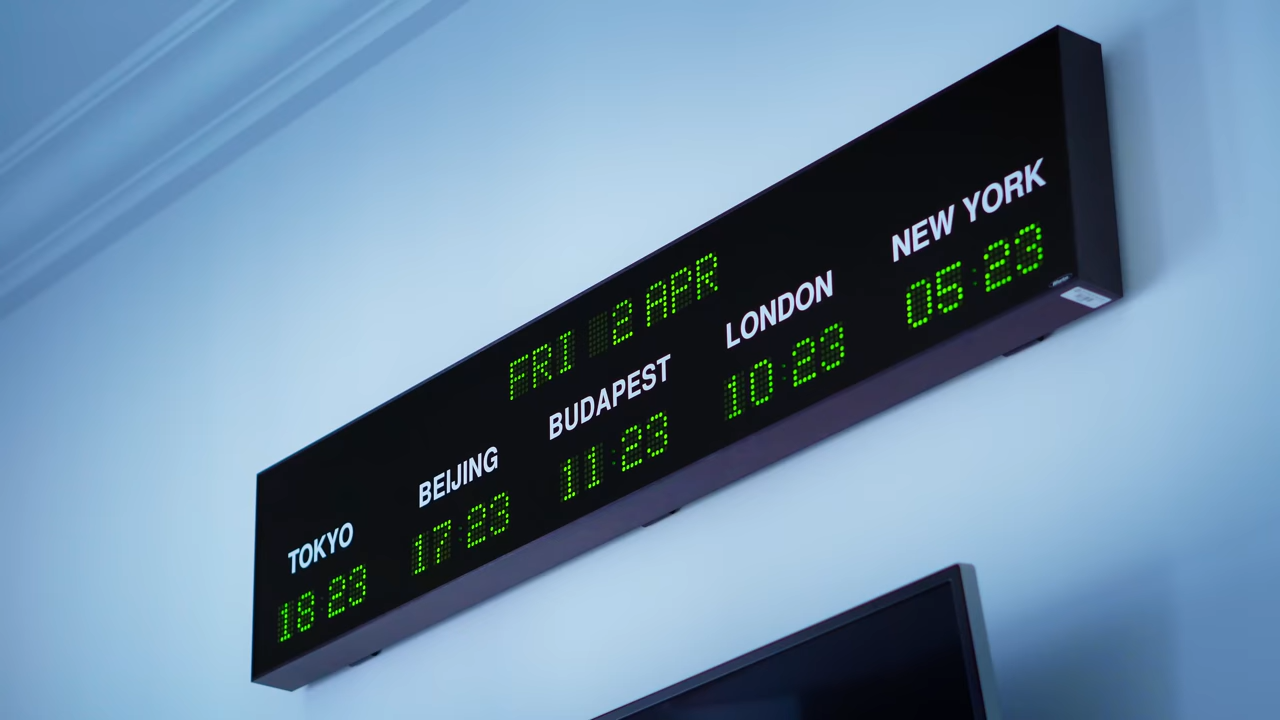 FRI 2 APR
TOKYO
18:23
BEIJING
17:23
BUDAPEST
11:23
LONDON
10:23
NEW YORK
05:23